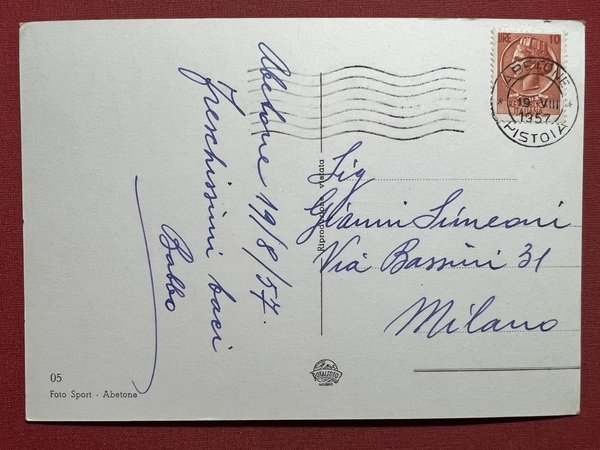 Abetone 19/8/57.
freschissimi baci
Babbo
05
Foto Sport - Abetone
Riproduzione vietata
MILANO
10
ABETONE
19 VIII
1957
PISTOIA
Sig
Gianni Simeoni
Via Bassini 31
Milano